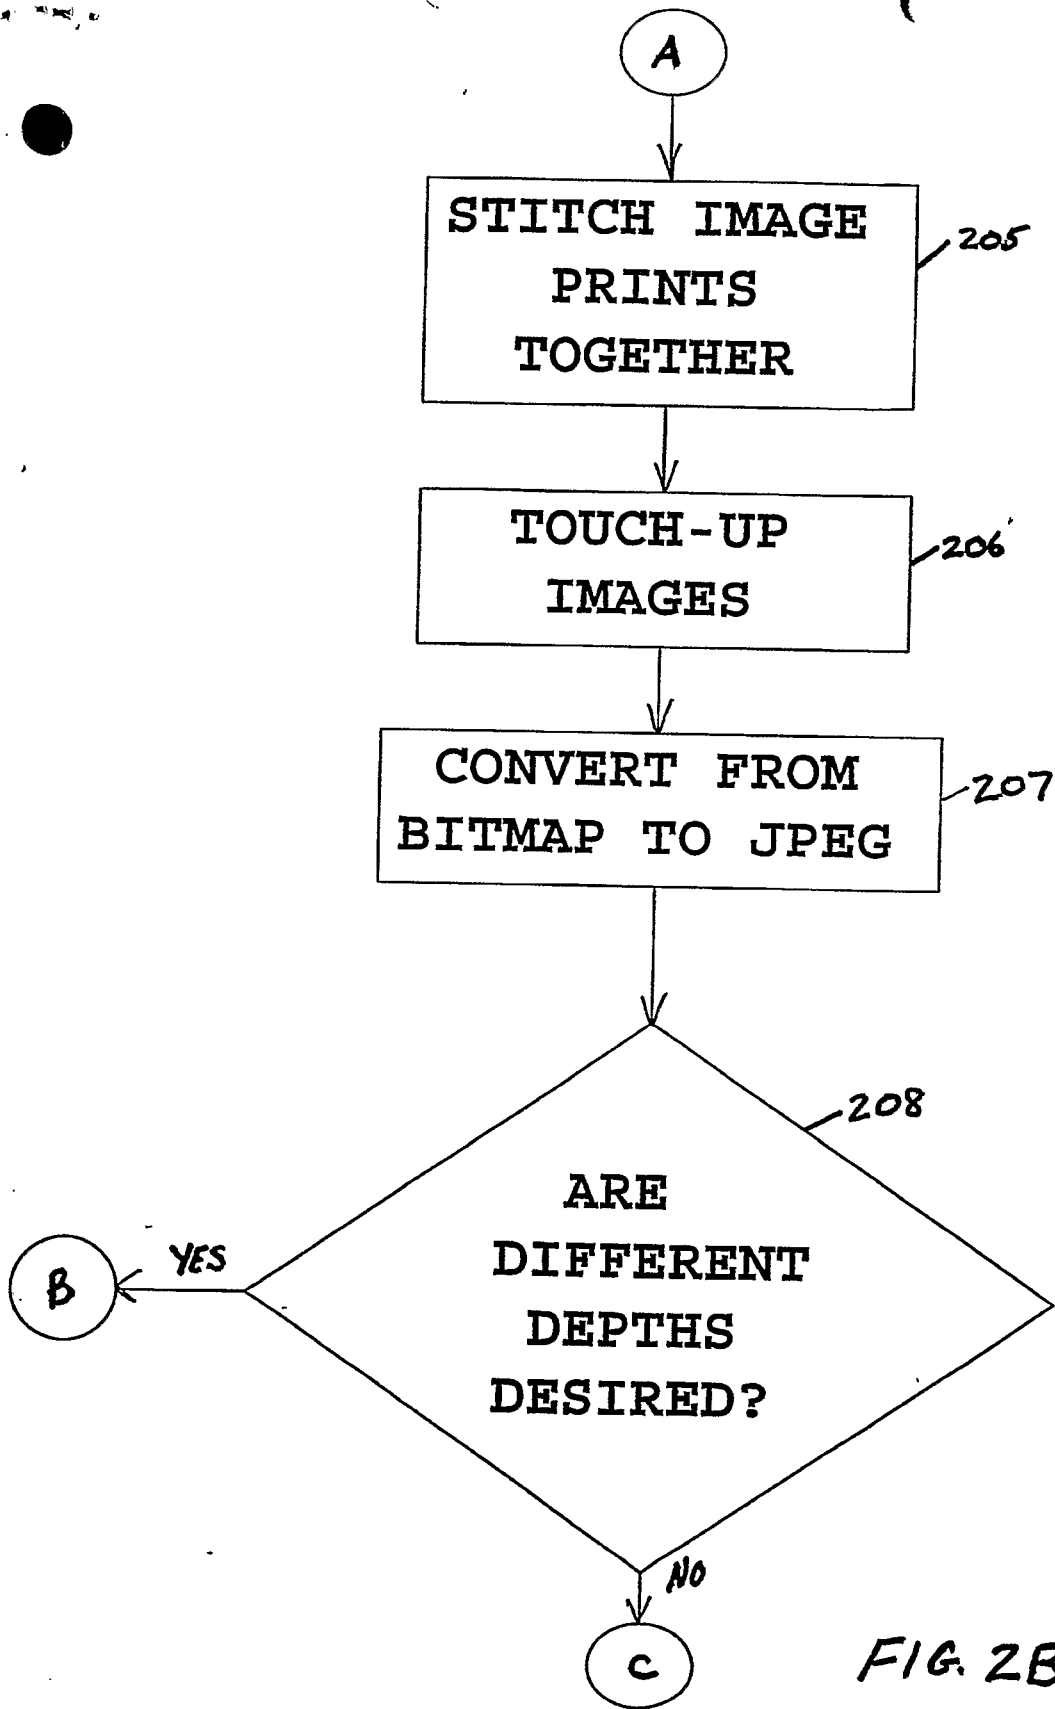 A
STITCH IMAGE
PRINTS
TOGETHER
205
TOUCH-UP
IMAGES
206
CONVERT FROM
BITMAP TO JPEG
207
208
ARE
DIFFERENT
DEPTHS
DESIRED?
YES
B
NO
C
FIG. 2B